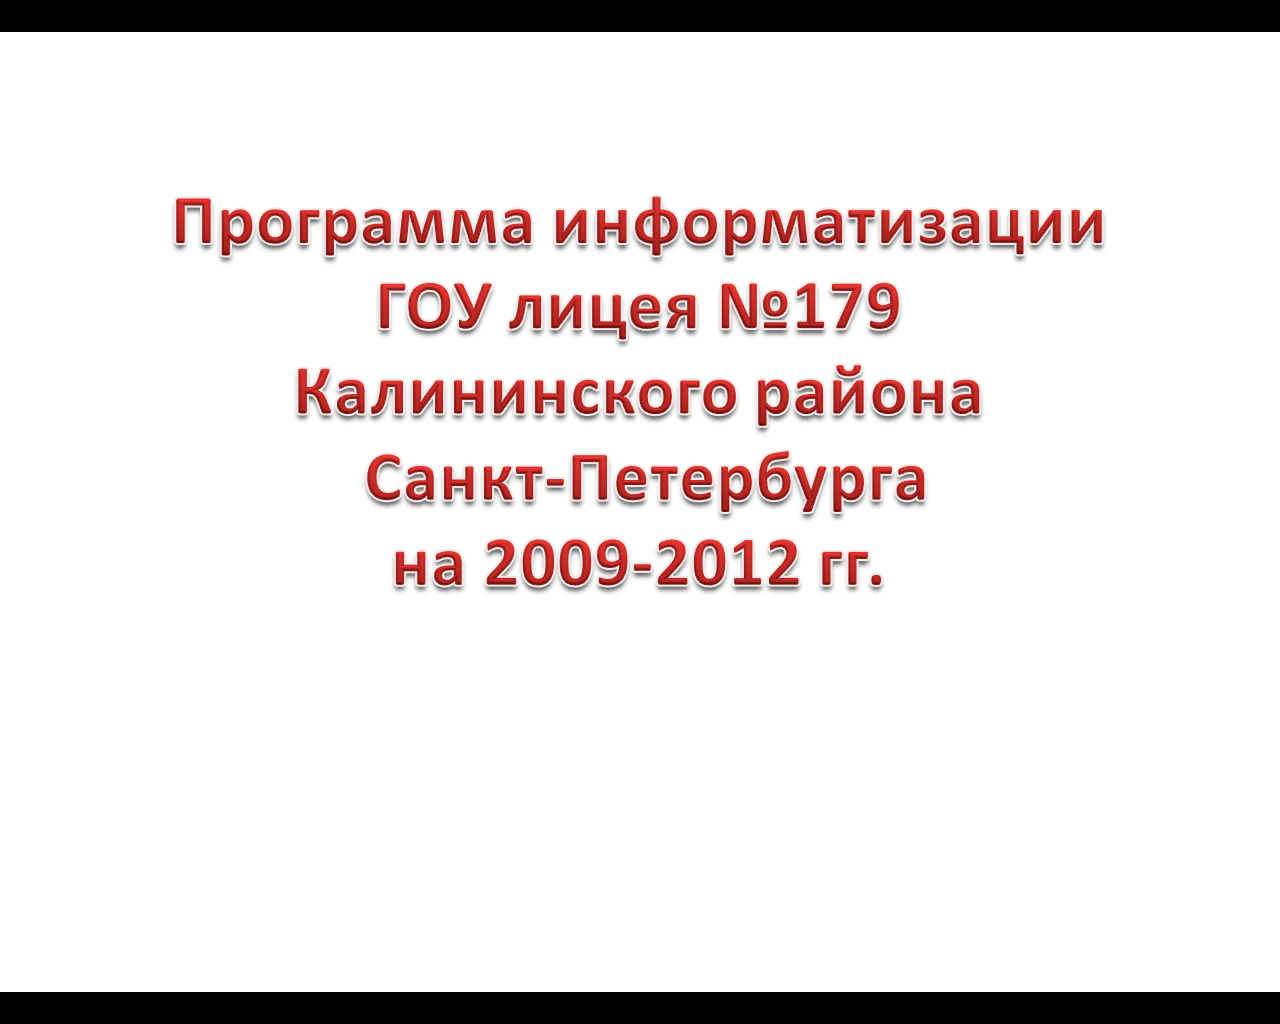 Программа информатизации
ГОУ лицея №179
Калининского района
Санкт-Петербурга
на 2009-2012 гг.